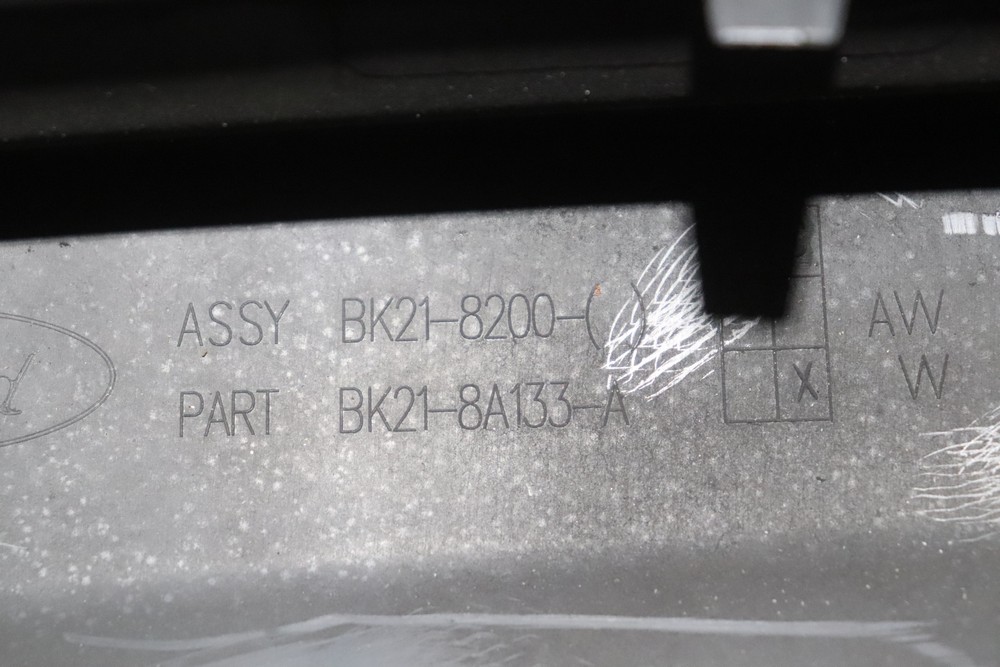 ASSY BK21-8200-( ) AW
PART BK21-8A133-A X W